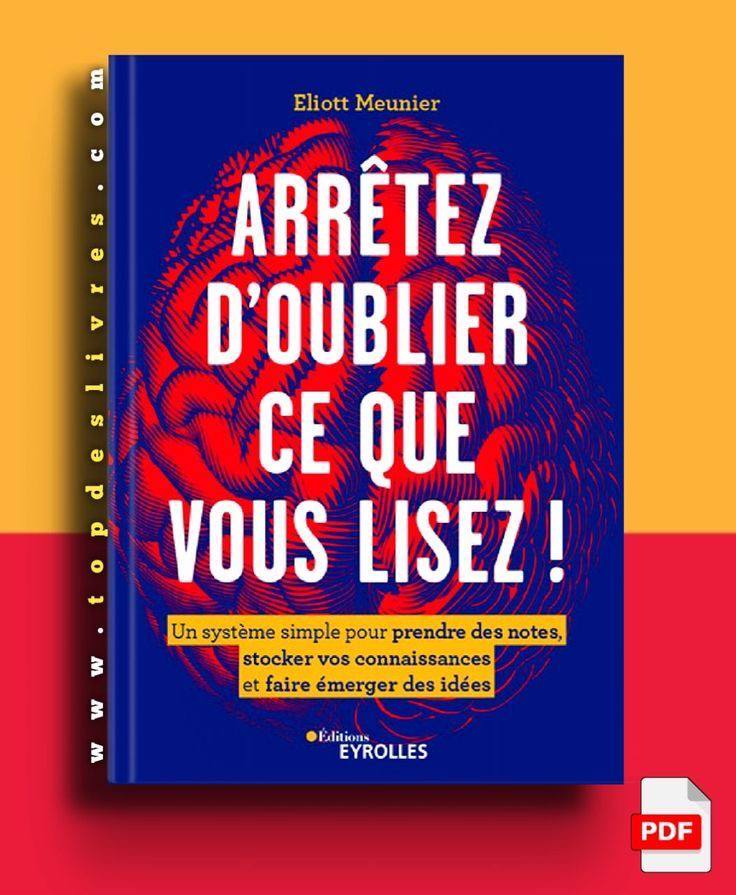 www.topdeslivres.com
Eliott Meunier
ARRÊTEZ
D'OUBLIER
CE QUE
VOUS LISEZ !
Un système simple pour prendre des notes,
stocker vos connaissances
et faire émerger des idées
Éditions
EYROLLES
PDF